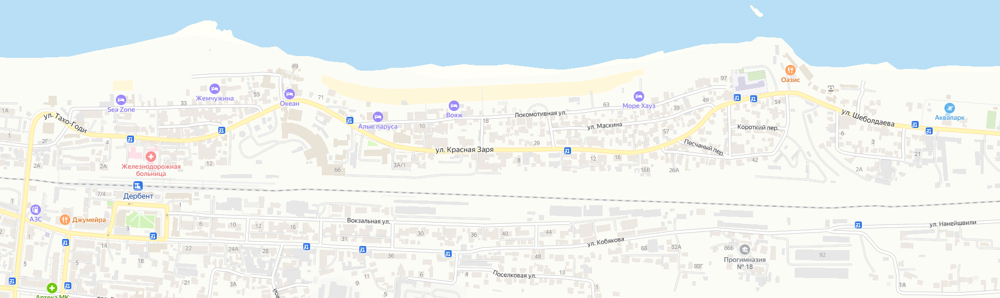 49
97
Оазис
55
71
Жемчужина
Океан
33
63
Море Хауз
39
49
54
1А
Sea Zone
ул. Тахо-Годи
Алые паруса
10
Вояж
18
Локомотивная ул.
ул. Маскина
57
Короткий пер.
ул. Шеболдаева
Аквапарк
6
3
4
2Г
29
ул. Красная Заря
Песчаный пер.
21
2А
2А
Железнодорожная
больница
66
3А/1
8
12
16
16В
26А
42
2А
7/4
Дербент
1
1
АЗС
Джумейра
3
6
10
12
Вокзальная ул.
30
36
40
44
ул. Нанейшвили
1
5
14
18
22
24А
28
31
36
48
ул. Кобякова
68
82А
86Б
Прогимназия
№ 18
92
80Г
5
21
3А
9
11
6
4
Поселковая ул.
13
1
1А
Аптека МК